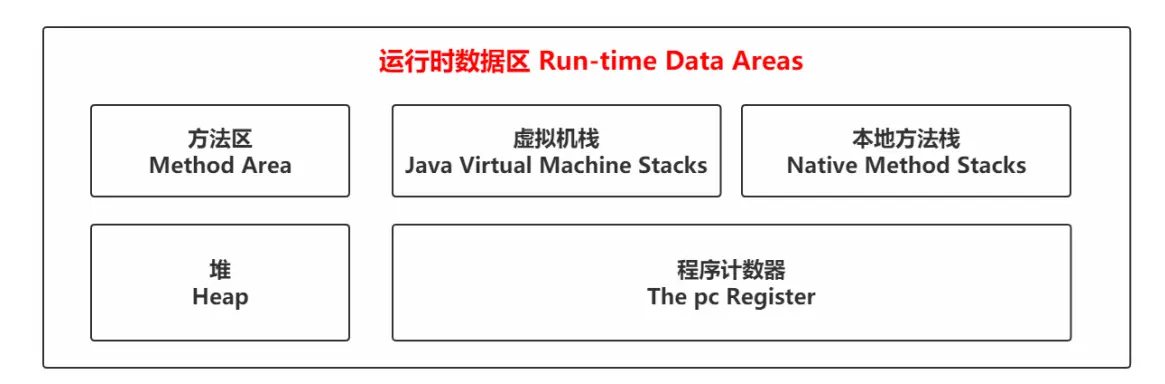 运行时数据区 Run-time Data Areas
方法区
Method Area
虚拟机栈
Java Virtual Machine Stacks
本地方法栈
Native Method Stacks
堆
Heap
程序计数器
The pc Register